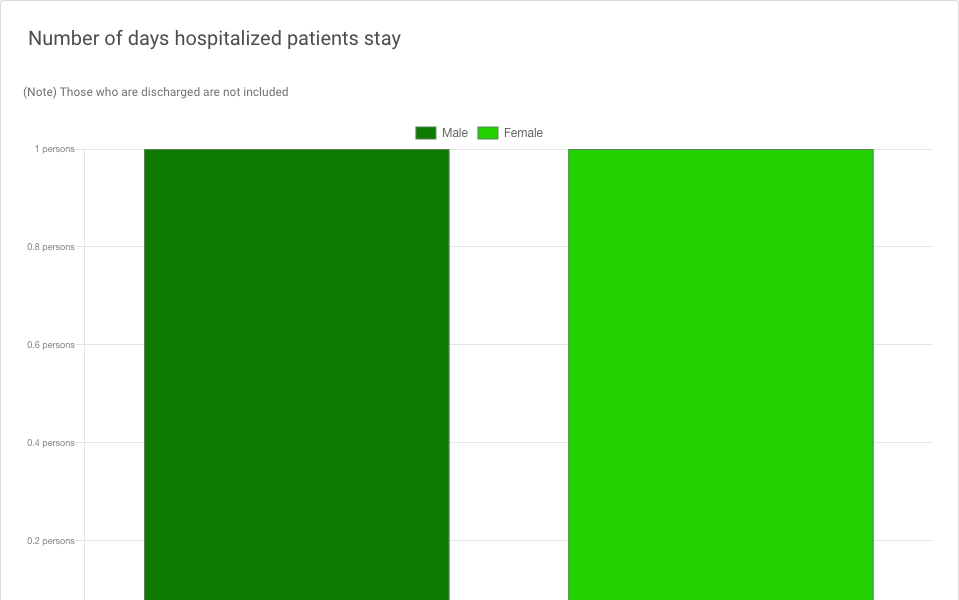 Number of days hospitalized patients stay
(Note) Those who are discharged are not included
Male Female
1 persons
0.8 persons
0.6 persons
0.4 persons
0.2 persons